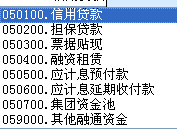 050100.信用贷款
050200.担保贷款
050300.票据贴现
050400.融资租赁
050500.应计息预付款
050600.应计息延期收付款
050700.集团资金池
059000.其他融通资金